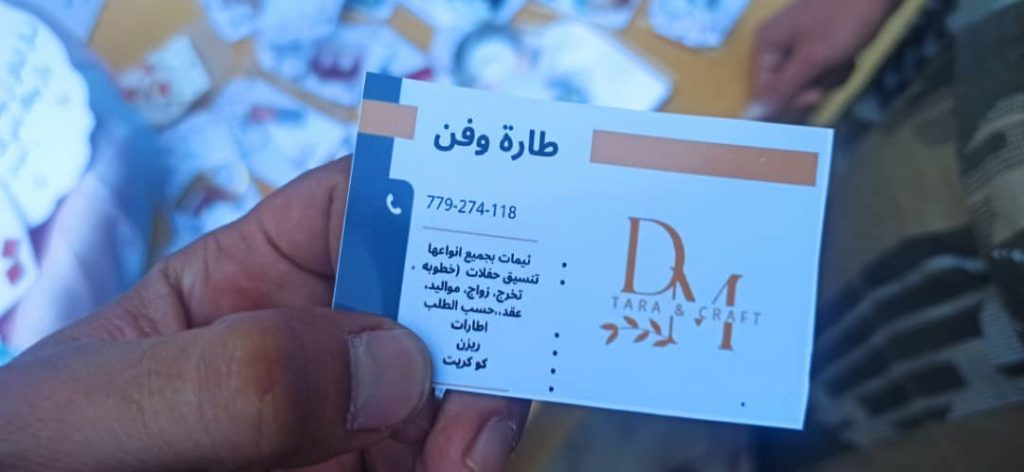 طارة وفن
779-274-118
ثيمات بجميع انواعها
تنسيق حفلات (خطوبه
تخرج، زواج، مواليد،
عقد،،حسب الطلب
اطارات
ريزن
كو كريت
DM
TARA & CRAFT